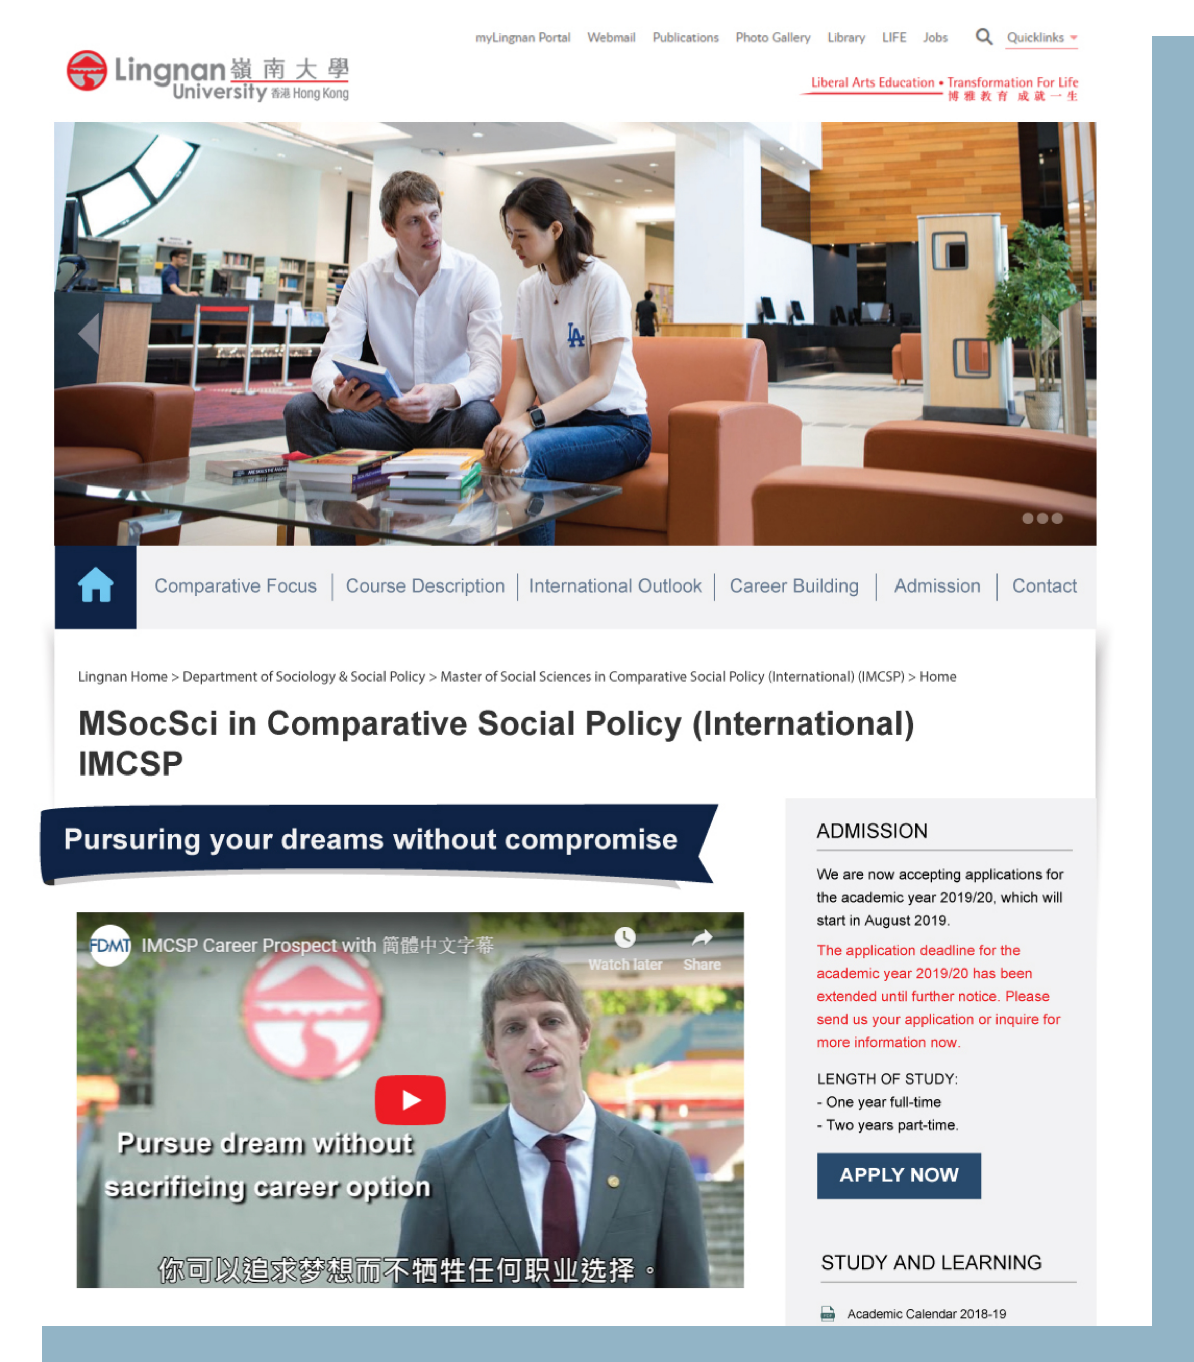 myLingnan Portal Webmail Publications Photo Gallery Library LIFE Jobs Quicklinks
Lingnan 嶺南大學
University 香港 Hong Kong
Liberal Arts Education • Transformation For Life
博雅教育 成就一生
LA
Comparative Focus | Course Description | International Outlook | Career Building | Admission | Contact
Lingnan Home > Department of Sociology & Social Policy > Master of Social Sciences in Comparative Social Policy (International) (IMCSP) > Home
MSocSci in Comparative Social Policy (International)
IMCSP
Pursuring your dreams without compromise
FDMT IMCSP Career Prospect with 简體中文字幕
Watch later Share
Pursue dream without
sacrificing career option
你可以追求梦想而不牺牲任何职业选择。
ADMISSION
We are now accepting applications for
the academic year 2019/20, which will
start in August 2019.
The application deadline for the
academic year 2019/20 has been
extended until further notice. Please
send us your application or inquire for
more information now.
LENGTH OF STUDY:
- One year full-time
- Two years part-time.
APPLY NOW
STUDY AND LEARNING
Academic Calendar 2018-19